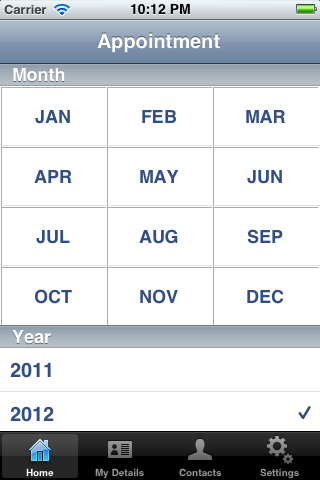 Carrier 10:12 PM
Appointment
Month
JAN FEB MAR
APR MAY JUN
JUL AUG SEP
OCT NOV DEC
Year
2011
2012
Home My Details Contacts Settings